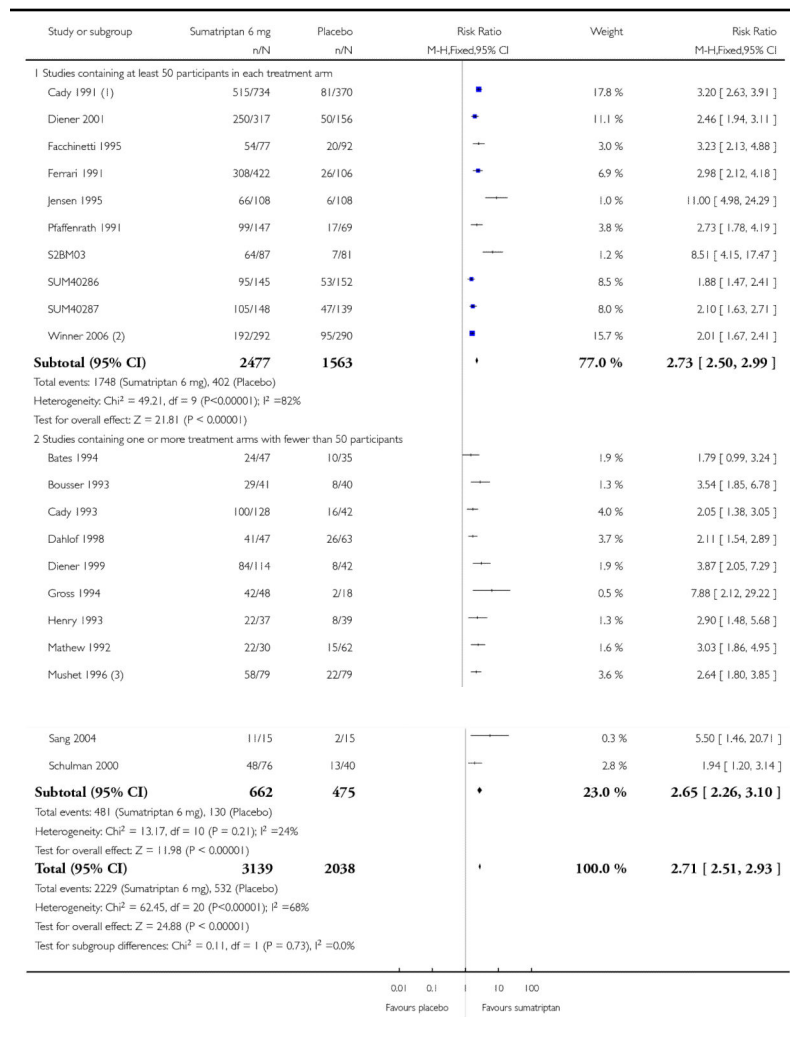 Study or subgroup Sumatriptan 6 mg Placebo Risk Ratio Weight Risk Ratio
n/N n/N M-H,Fixed,95% CI M-H,Fixed,95% CI
1 Studies containing at least 50 participants in each treatment arm
Cady 1991 (1) 515/734 81/370 17.8 % 3.20 [ 2.63, 3.91 ]
Diener 2001 250/317 50/156 11.1 % 2.46 [ 1.94, 3.11 ]
Facchinetti 1995 54/77 20/92 3.0 % 3.23 [ 2.13, 4.88 ]
Ferrari 1991 308/422 26/106 6.9 % 2.98 [ 2.12, 4.18 ]
Jensen 1995 66/108 6/108 1.0 % 11.00 [ 4.98, 24.29 ]
Pfaffenrath 1991 99/147 17/69 3.8 % 2.73 [ 1.78, 4.19 ]
S2BM03 64/87 7/81 1.2 % 8.51 [ 4.15, 17.47 ]
SUM40286 95/145 53/152 8.5 % 1.88 [ 1.47, 2.41 ]
SUM40287 105/148 47/139 8.0 % 2.10 [ 1.63, 2.71 ]
Winner 2006 (2) 192/292 95/290 15.7 % 2.01 [ 1.67, 2.41 ]
Subtotal (95% CI) 2477 1563 77.0 % 2.73 [ 2.50, 2.99 ]
Total events: 1748 (Sumatriptan 6 mg), 402 (Placebo)
Heterogeneity: Chi² = 49.21, df = 9 (P<0.00001); I² =82%
Test for overall effect: Z = 21.81 (P < 0.00001)
2 Studies containing one or more treatment arms with fewer than 50 participants
Bates 1994 24/47 10/35 1.9 % 1.79 [ 0.99, 3.24 ]
Bousser 1993 29/41 8/40 1.3 % 3.54 [ 1.85, 6.78 ]
Cady 1993 100/128 16/42 4.0 % 2.05 [ 1.38, 3.05 ]
Dahlof 1998 41/47 26/63 3.7 % 2.11 [ 1.54, 2.89 ]
Diener 1999 84/114 8/42 1.9 % 3.87 [ 2.05, 7.29 ]
Gross 1994 42/48 2/18 0.5 % 7.88 [ 2.12, 29.22 ]
Henry 1993 22/37 8/39 1.3 % 2.90 [ 1.48, 5.68 ]
Mathew 1992 22/30 15/62 1.6 % 3.03 [ 1.86, 4.95 ]
Mushet 1996 (3) 58/79 22/79 3.6 % 2.64 [ 1.80, 3.85 ]
Sang 2004 11/15 2/15 0.3 % 5.50 [ 1.46, 20.71 ]
Schulman 2000 48/76 13/40 2.8 % 1.94 [ 1.20, 3.14 ]
Subtotal (95% CI) 662 475 23.0 % 2.65 [ 2.26, 3.10 ]
Total events: 481 (Sumatriptan 6 mg), 130 (Placebo)
Heterogeneity: Chi² = 13.17, df = 10 (P = 0.21); I² =24%
Test for overall effect: Z = 11.98 (P < 0.00001)
Total (95% CI) 3139 2038 100.0 % 2.71 [ 2.51, 2.93 ]
Total events: 2229 (Sumatriptan 6 mg), 532 (Placebo)
Heterogeneity: Chi² = 62.45, df = 20 (P<0.00001); I² =68%
Test for overall effect: Z = 24.88 (P < 0.00001)
Test for subgroup differences: Chi² = 0.11, df = 1 (P = 0.73), I² =0.0%
0.01 0.1 1 10 100
Favours placebo Favours sumatriptan